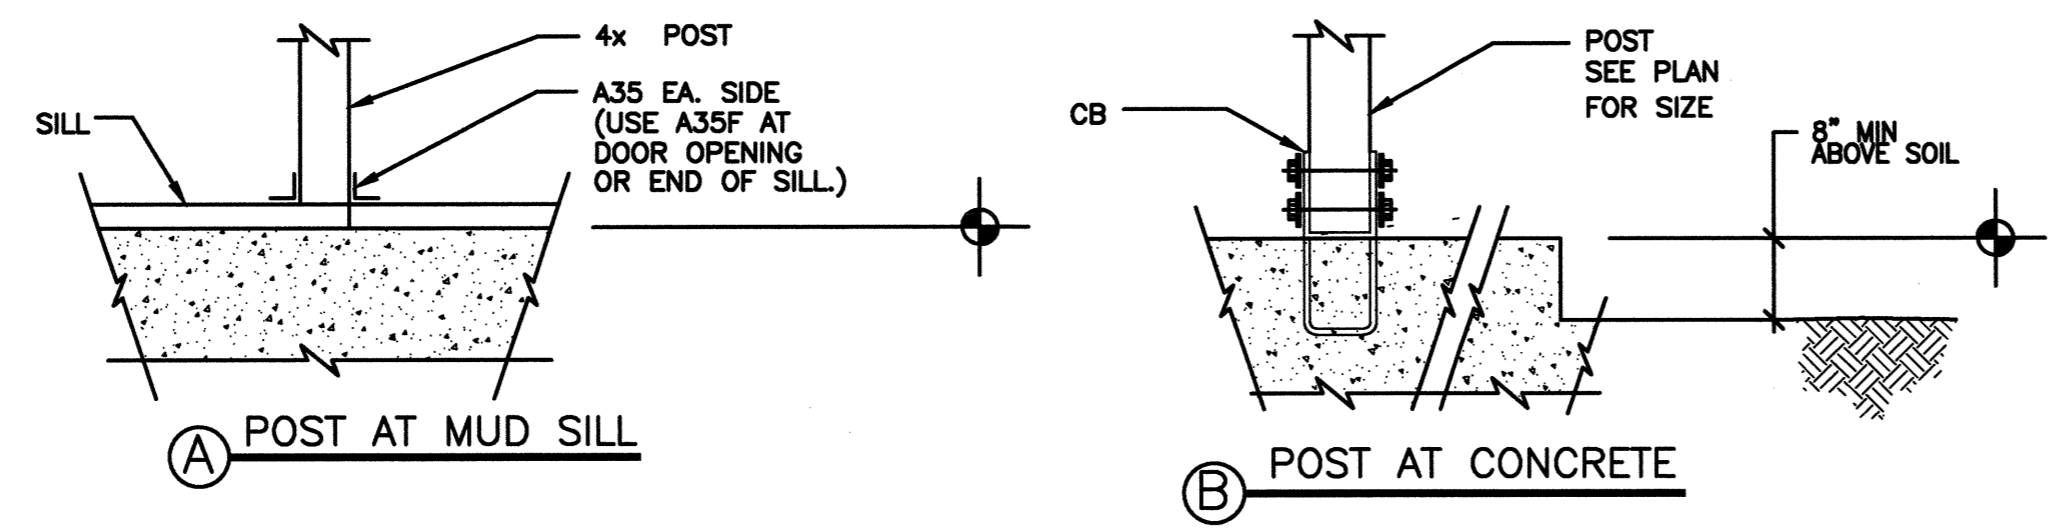 4x POST
A35 EA. SIDE
(USE A35F AT
DOOR OPENING
OR END OF SILL.)
SILL
A POST AT MUD SILL
POST
SEE PLAN
FOR SIZE
CB
8" MIN
ABOVE SOIL
B POST AT CONCRETE